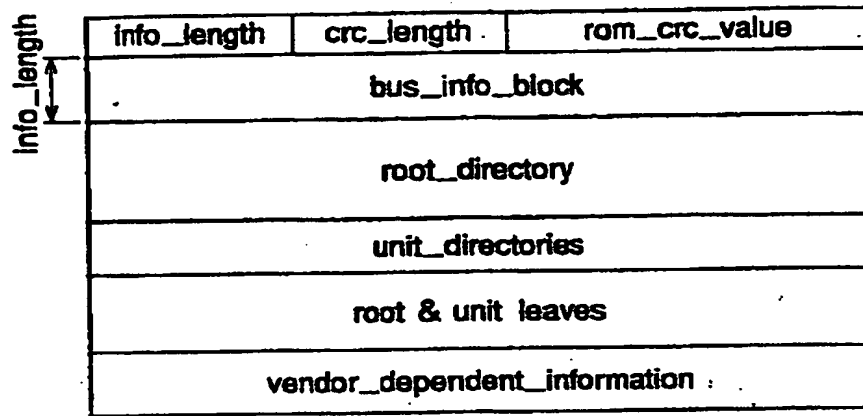 info_length crc_length rom_crc_value
info_length
bus_info_block
root_directory
unit_directories
root & unit leaves
vendor_dependent_information